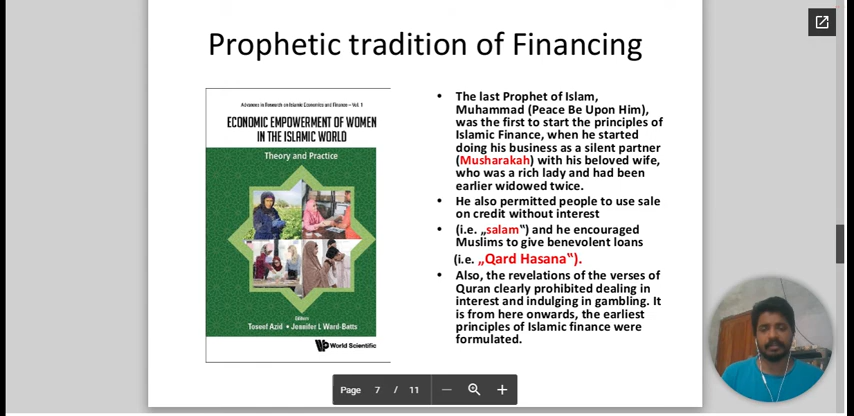 Prophetic tradition of Financing
Advances in Research on Islamic Economics and Finance – Vol. 1
ECONOMIC EMPOWERMENT OF WOMEN
IN THE ISLAMIC WORLD
Theory and Practice
Editors
Toseef Azid • Jennifer L Ward-Batts
World Scientific
• The last Prophet of Islam,
Muhammad (Peace Be Upon Him),
was the first to start the principles of
Islamic Finance, when he started
doing his business as a silent partner
(Musharakah) with his beloved wife,
who was a rich lady and had been
earlier widowed twice.
• He also permitted people to use sale
on credit without interest
• (i.e. „salam‟) and he encouraged
Muslims to give benevolent loans
(i.e. „Qard Hasana‟).
• Also, the revelations of the verses of
Quran clearly prohibited dealing in
interest and indulging in gambling. It
is from here onwards, the earliest
principles of Islamic finance were
formulated.
Page 7 / 11